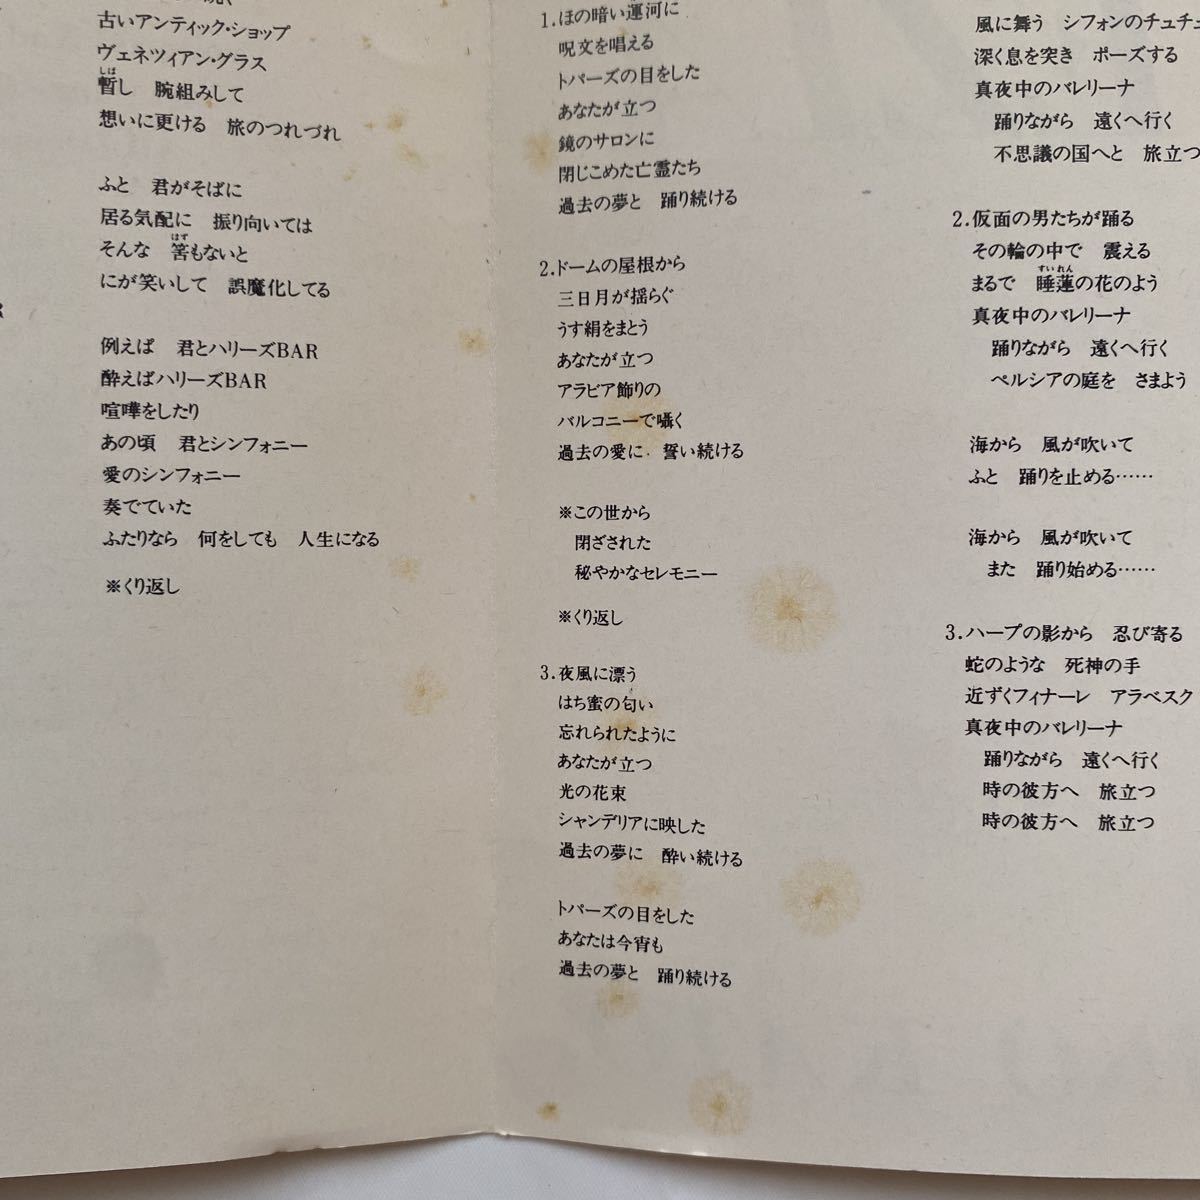 古いアンティック・ショップ
ヴェネツィアン・グラス
暫し　腕組みして
想いに更ける　旅のつれづれ
ふと　君がそばに
居る気配に　振り向いては
そんな　筈もないと
にが笑いして　誤魔化してる
例えば　君とハリーズBAR
酔えばハリーズBAR
喧嘩をしたり
あの頃　君とシンフォニー
愛のシンフォニー
奏でていた
ふたりなら　何をしても　人生になる
※くり返し
1.ほの暗い運河に
呪文を唱える
トパーズの目をした
あなたが立つ
鏡のサロンに
閉じこめた亡霊たち
過去の夢と　踊り続ける
2.ドームの屋根から
三日月が揺らぐ
うす絹をまとう
あなたが立つ
アラビア飾りの
バルコニーで囁く
過去の愛に　誓い続ける
※この世から
閉ざされた
秘やかなセレモニー
※くり返し
3.夜風に漂う
はち蜜の匂い
忘れられたように
あなたが立つ
光の花束
シャンデリアに映した
過去の夢に　酔い続ける
トパーズの目をした
あなたは今宵も
過去の夢と　踊り続ける
風に舞う　シフォンのチュチュ
深く息を突き　ポーズする
真夜中のバレリーナ
踊りながら　遠くへ行く
不思議の国へと　旅立つ
2.仮面の男たちが踊る
その輪の中で　震える
まるで　睡蓮の花のよう
真夜中のバレリーナ
踊りながら　遠くへ行く
ペルシアの庭を　さまよう
海から　風が吹いて
ふと　踊りを止める……
海から　風が吹いて
また　踊り始める……
3.ハープの影から　忍び寄る
蛇のような　死神の手
近ずくフィナーレ　アラベスク
真夜中のバレリーナ
踊りながら　遠くへ行く
時の彼方へ　旅立つ
時の彼方へ　旅立つ